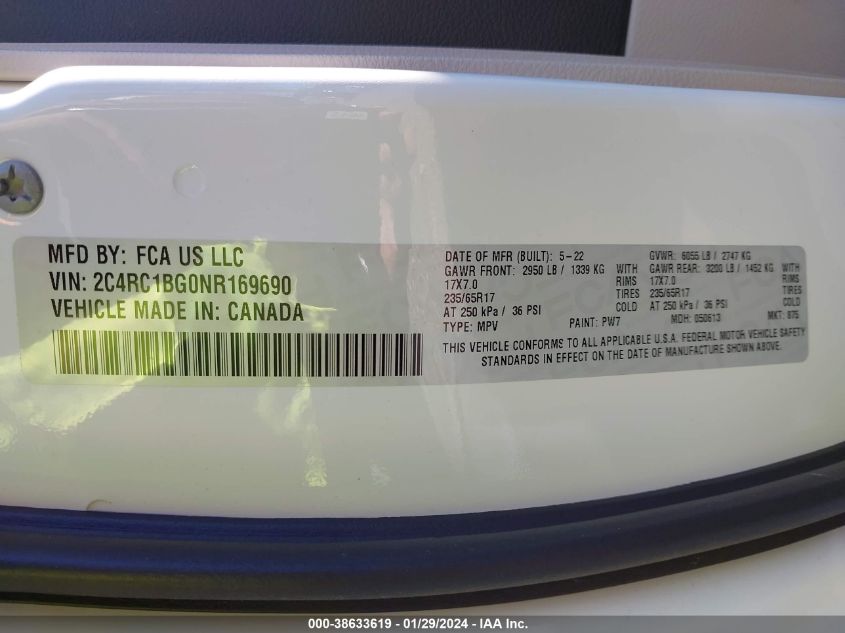 MFD BY: FCA US LLC
VIN: 2C4RC1BG0NR169690
VEHICLE MADE IN: CANADA
DATE OF MFR (BUILT): 5-22 GVWR: 6055 LB / 2747 KG
GAWR FRONT: 2950 LB / 1339 KG WITH GAWR REAR: 3200 LB / 1452 KG WITH
17X7.0 RIMS 17X7.0 RIMS
235/65R17 TIRES 235/65R17 TIRES
AT 250 kPa / 36 PSI COLD AT 250 kPa / 36 PSI COLD
TYPE: MPV PAINT: PW7 MDH: 050613 MKT: 875
THIS VEHICLE CONFORMS TO ALL APPLICABLE U.S.A. FEDERAL MOTOR VEHICLE SAFETY
STANDARDS IN EFFECT ON THE DATE OF MANUFACTURE SHOWN ABOVE.
000-38633619 - 01/29/2024 - IAA Inc.